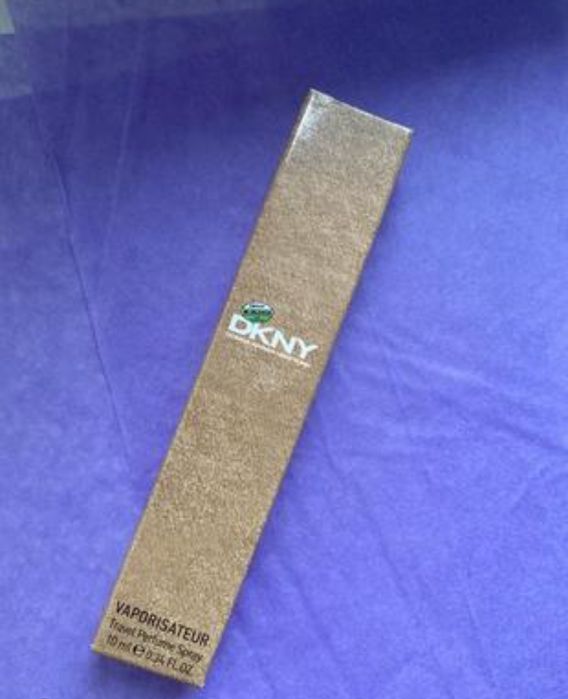 DKNY
VAPORISATEUR
Travel Perfume Spray
10 ml ℮ 0.34 FL.OZ